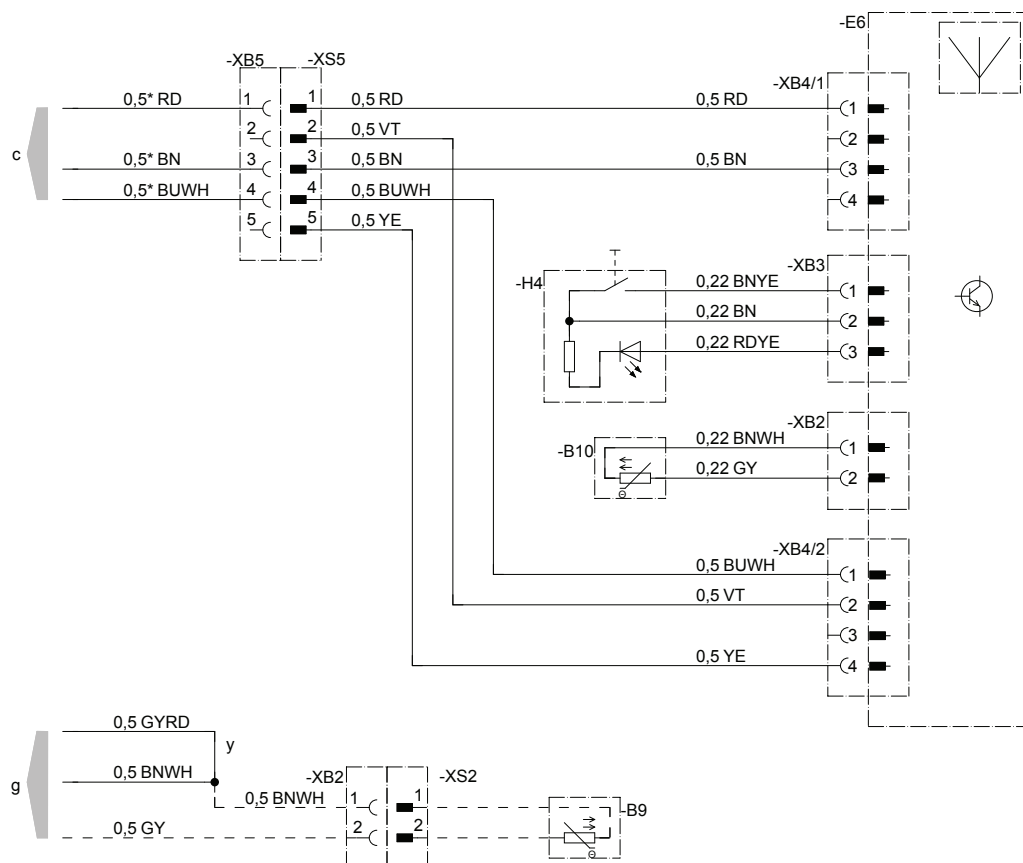 -E6
-XB5 -XS5 -XB4/1
0,5* RD 1 1 0,5 RD 0,5 RD 1
2 2 0,5 VT 2
c
0,5* BN 3 3 0,5 BN 0,5 BN 3
0,5* BUWH 4 4 0,5 BUWH 4
5 5 0,5 YE
-XB3
-H4 0,22 BNYE 1
0,22 BN 2
0,22 RDYE 3
-XB2
-B10 0,22 BNWH 1
0,22 GY 2
Θ
-XB4/2
0,5 BUWH 1
0,5 VT 2
3
0,5 YE 4
0,5 GYRD
y
g 0,5 BNWH
-XB2 -XS2
0,5 BNWH 1 1
-B9
0,5 GY 2 2
Θ